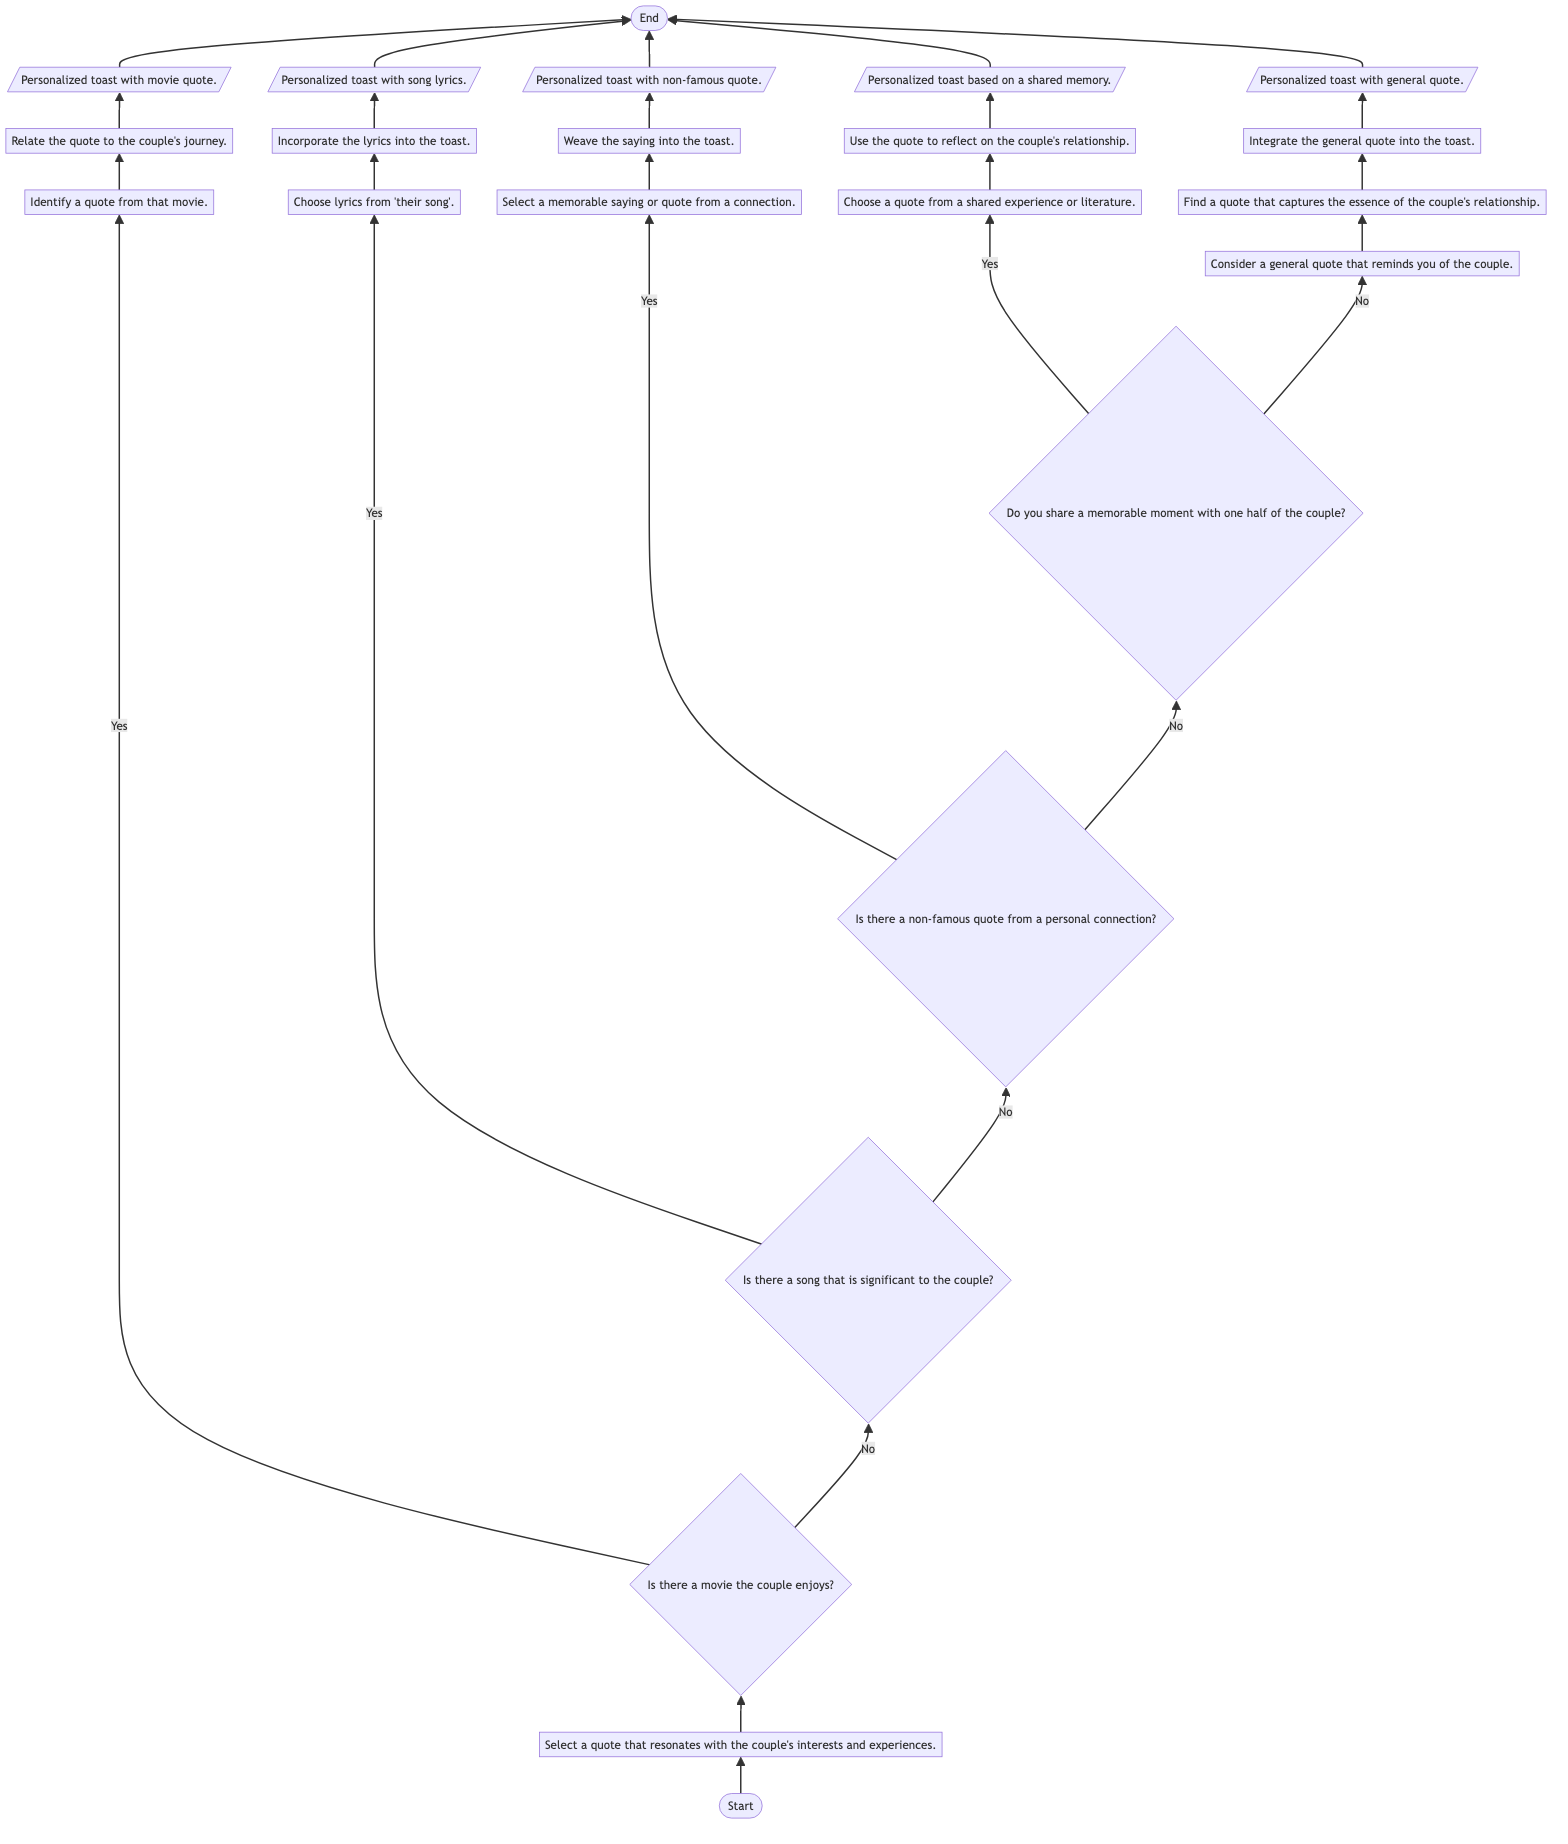 End
Personalized toast with movie quote.
Personalized toast with song lyrics.
Personalized toast with non-famous quote.
Personalized toast based on a shared memory.
Personalized toast with general quote.
Relate the quote to the couple's journey.
Incorporate the lyrics into the toast.
Weave the saying into the toast.
Use the quote to reflect on the couple's relationship.
Integrate the general quote into the toast.
Identify a quote from that movie.
Choose lyrics from 'their song'.
Select a memorable saying or quote from a connection.
Choose a quote from a shared experience or literature.
Find a quote that captures the essence of the couple's relationship.
Yes
Consider a general quote that reminds you of the couple.
Yes
No
Yes
Do you share a memorable moment with one half of the couple?
Yes
No
Is there a non-famous quote from a personal connection?
No
Is there a song that is significant to the couple?
No
Is there a movie the couple enjoys?
Select a quote that resonates with the couple's interests and experiences.
Start